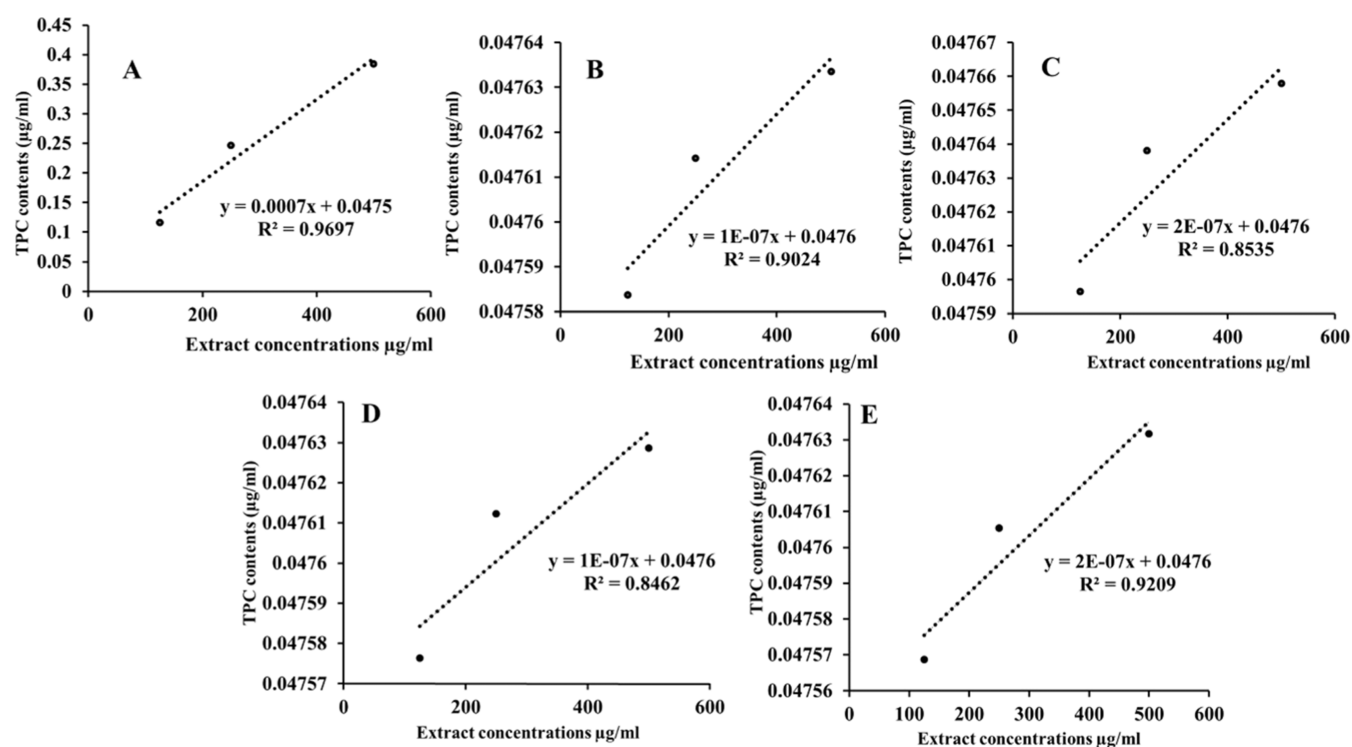 A
TPC contents (µg/ml)
0.45
0.4
0.35
0.3
0.25
0.2
0.15
0.1
0.05
0
y = 0.0007x + 0.0475
R² = 0.9697
0 200 400 600
Extract concentrations µg/ml
B
TPC contents (µg/ml)
0.04764
0.04763
0.04762
0.04761
0.0476
0.04759
0.04758
y = 1E-07x + 0.0476
R² = 0.9024
0 200 400 600
Extract concentrations µg/ml
C
TPC contents (µg/ml)
0.04767
0.04766
0.04765
0.04764
0.04763
0.04762
0.04761
0.0476
0.04759
y = 2E-07x + 0.0476
R² = 0.8535
0 200 400 600
Extract concentrations µg/ml
D
TPC contents (µg/ml)
0.04764
0.04763
0.04762
0.04761
0.0476
0.04759
0.04758
0.04757
y = 1E-07x + 0.0476
R² = 0.8462
0 200 400 600
Extract concentrations µg/ml
E
TPC contents (µg/ml)
0.04764
0.04763
0.04762
0.04761
0.0476
0.04759
0.04758
0.04757
0.04756
y = 2E-07x + 0.0476
R² = 0.9209
0 100 200 300 400 500 600
Extract concentrations µg/ml